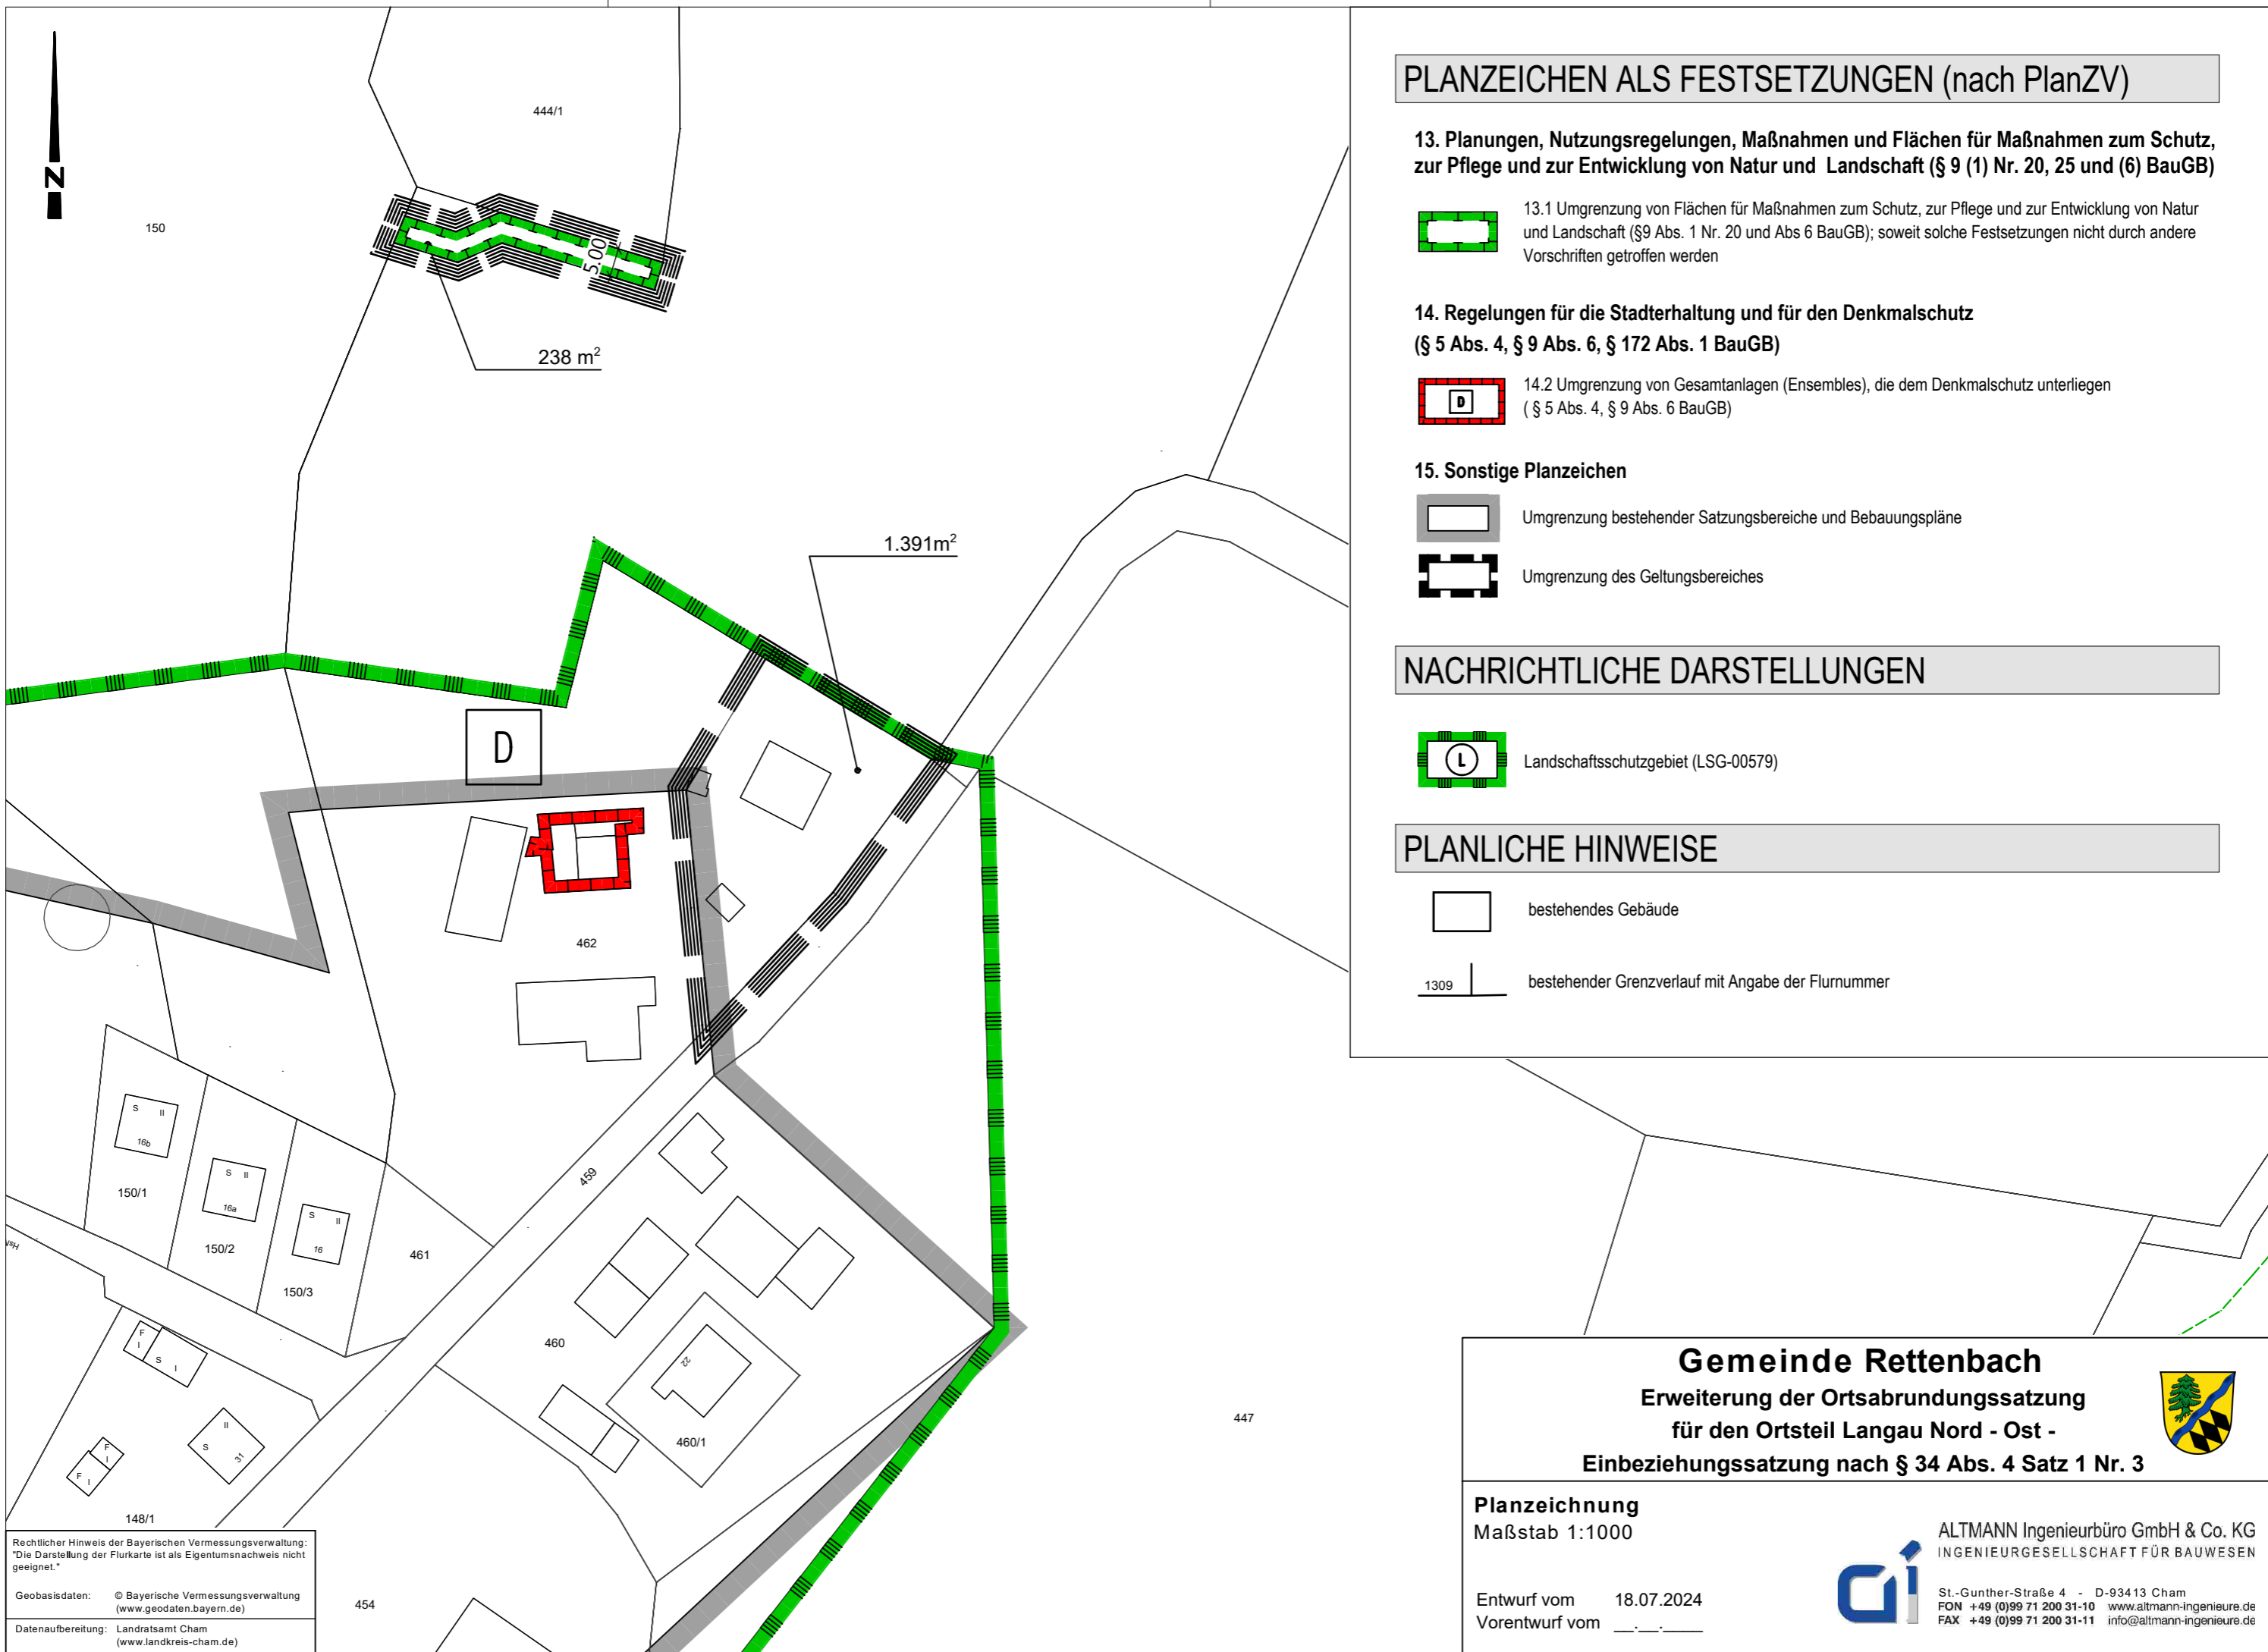 N
444/1
150
5.00
238 m²
1.391m²
D
462
459
150/1
150/2
150/3
461
S II
16b
S II
16a
S II
16
460
22
460/1
447
F
I
S I
II
S
31
F
I
F
I
148/1
454
Rechtlicher Hinweis der Bayerischen Vermessungsverwaltung:
"Die Darstellung der Flurkarte ist als Eigentumsnachweis nicht
geeignet."
Geobasisdaten: © Bayerische Vermessungsverwaltung
(www.geodaten.bayern.de)
Datenaufbereitung: Landratsamt Cham
(www.landkreis-cham.de)
PLANZEICHEN ALS FESTSETZUNGEN (nach PlanZV)
13. Planungen, Nutzungsregelungen, Maßnahmen und Flächen für Maßnahmen zum Schutz,
zur Pflege und zur Entwicklung von Natur und Landschaft (§ 9 (1) Nr. 20, 25 und (6) BauGB)
13.1 Umgrenzung von Flächen für Maßnahmen zum Schutz, zur Pflege und zur Entwicklung von Natur
und Landschaft (§9 Abs. 1 Nr. 20 und Abs 6 BauGB); soweit solche Festsetzungen nicht durch andere
Vorschriften getroffen werden
14. Regelungen für die Stadterhaltung und für den Denkmalschutz
(§ 5 Abs. 4, § 9 Abs. 6, § 172 Abs. 1 BauGB)
D
14.2 Umgrenzung von Gesamtanlagen (Ensembles), die dem Denkmalschutz unterliegen
( § 5 Abs. 4, § 9 Abs. 6 BauGB)
15. Sonstige Planzeichen
Umgrenzung bestehender Satzungsbereiche und Bebauungspläne
Umgrenzung des Geltungsbereiches
NACHRICHTLICHE DARSTELLUNGEN
L
Landschaftsschutzgebiet (LSG-00579)
PLANLICHE HINWEISE
bestehendes Gebäude
1309
bestehender Grenzverlauf mit Angabe der Flurnummer
Gemeinde Rettenbach
Erweiterung der Ortsabrundungssatzung
für den Ortsteil Langau Nord - Ost -
Einbeziehungssatzung nach § 34 Abs. 4 Satz 1 Nr. 3
Planzeichnung
Maßstab 1:1000
Entwurf vom 18.07.2024
Vorentwurf vom __.__.____
ALTMANN Ingenieurbüro GmbH & Co. KG
INGENIEURGESELLSCHAFT FÜR BAUWESEN
St.-Gunther-Straße 4 - D-93413 Cham
FON +49 (0)99 71 200 31-10 www.altmann-ingenieure.de
FAX +49 (0)99 71 200 31-11 info@altmann-ingenieure.de